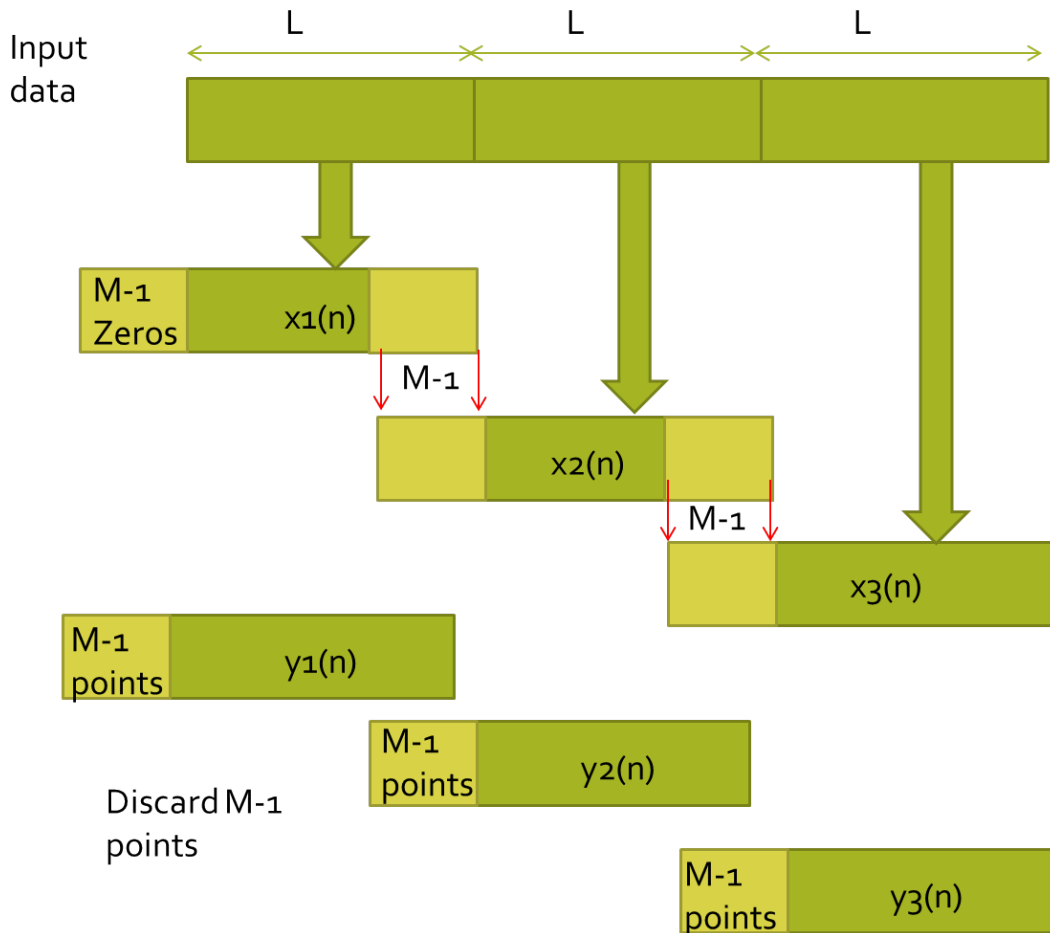 L
L
L
Input
data
M-1
Zeros
x1(n)
M-1
x2(n)
M-1
x3(n)
M-1
points
y1(n)
M-1
points
y2(n)
Discard M-1
points
M-1
points
y3(n)